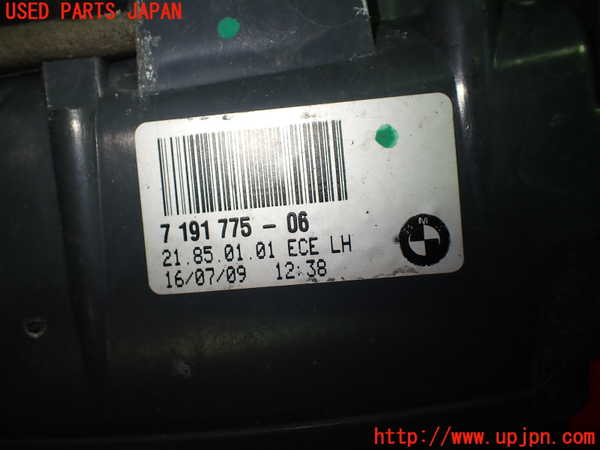 USED PARTS JAPAN
7 191 775 - 06
21.85.01.01 ECE LH
16/07/09 12:38
http://www.upjpn.com/